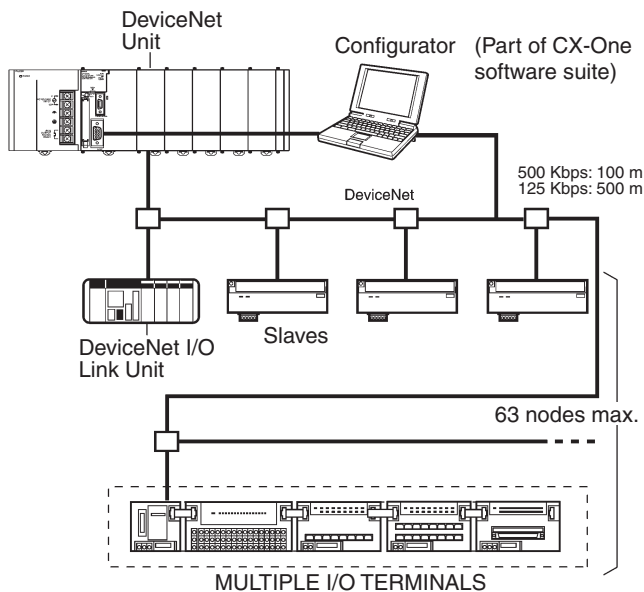 DeviceNet
Unit
Configurator
(Part of CX-One
software suite)
500 Kbps: 100 m
125 Kbps: 500 m
DeviceNet
Slaves
DeviceNet I/O
Link Unit
63 nodes max.
MULTIPLE I/O TERMINALS